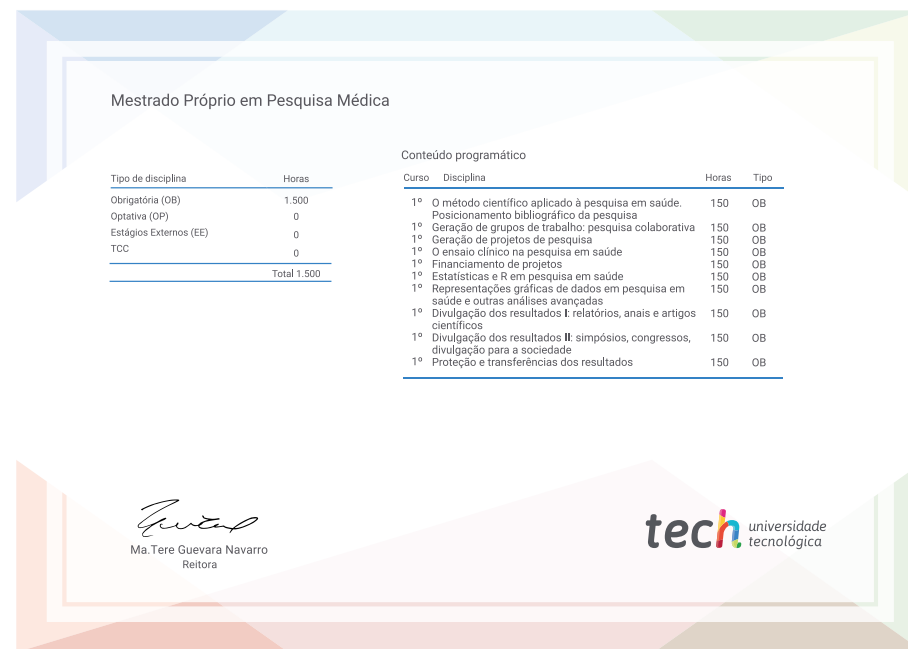 Mestrado Próprio em Pesquisa Médica
Tipo de disciplina Horas
Obrigatória (OB) 1.500
Optativa (OP) 0
Estágios Externos (EE) 0
TCC 0
Total 1.500
Conteúdo programático
Curso Disciplina Horas Tipo
1º O método científico aplicado à pesquisa em saúde. 150 OB
Posicionamento bibliográfico da pesquisa
1º Geração de grupos de trabalho: pesquisa colaborativa 150 OB
1º Geração de projetos de pesquisa 150 OB
1º O ensaio clínico na pesquisa em saúde 150 OB
1º Financiamento de projetos 150 OB
1º Estatísticas e R em pesquisa em saúde 150 OB
1º Representações gráficas de dados em pesquisa em 150 OB
saúde e outras análises avançadas
1º Divulgação dos resultados I: relatórios, anais e artigos 150 OB
científicos
1º Divulgação dos resultados II: simpósios, congressos, 150 OB
divulgação para a sociedade
1º Proteção e transferências dos resultados 150 OB
Ma.Tere Guevara Navarro
Reitora
tech universidade
tecnológica